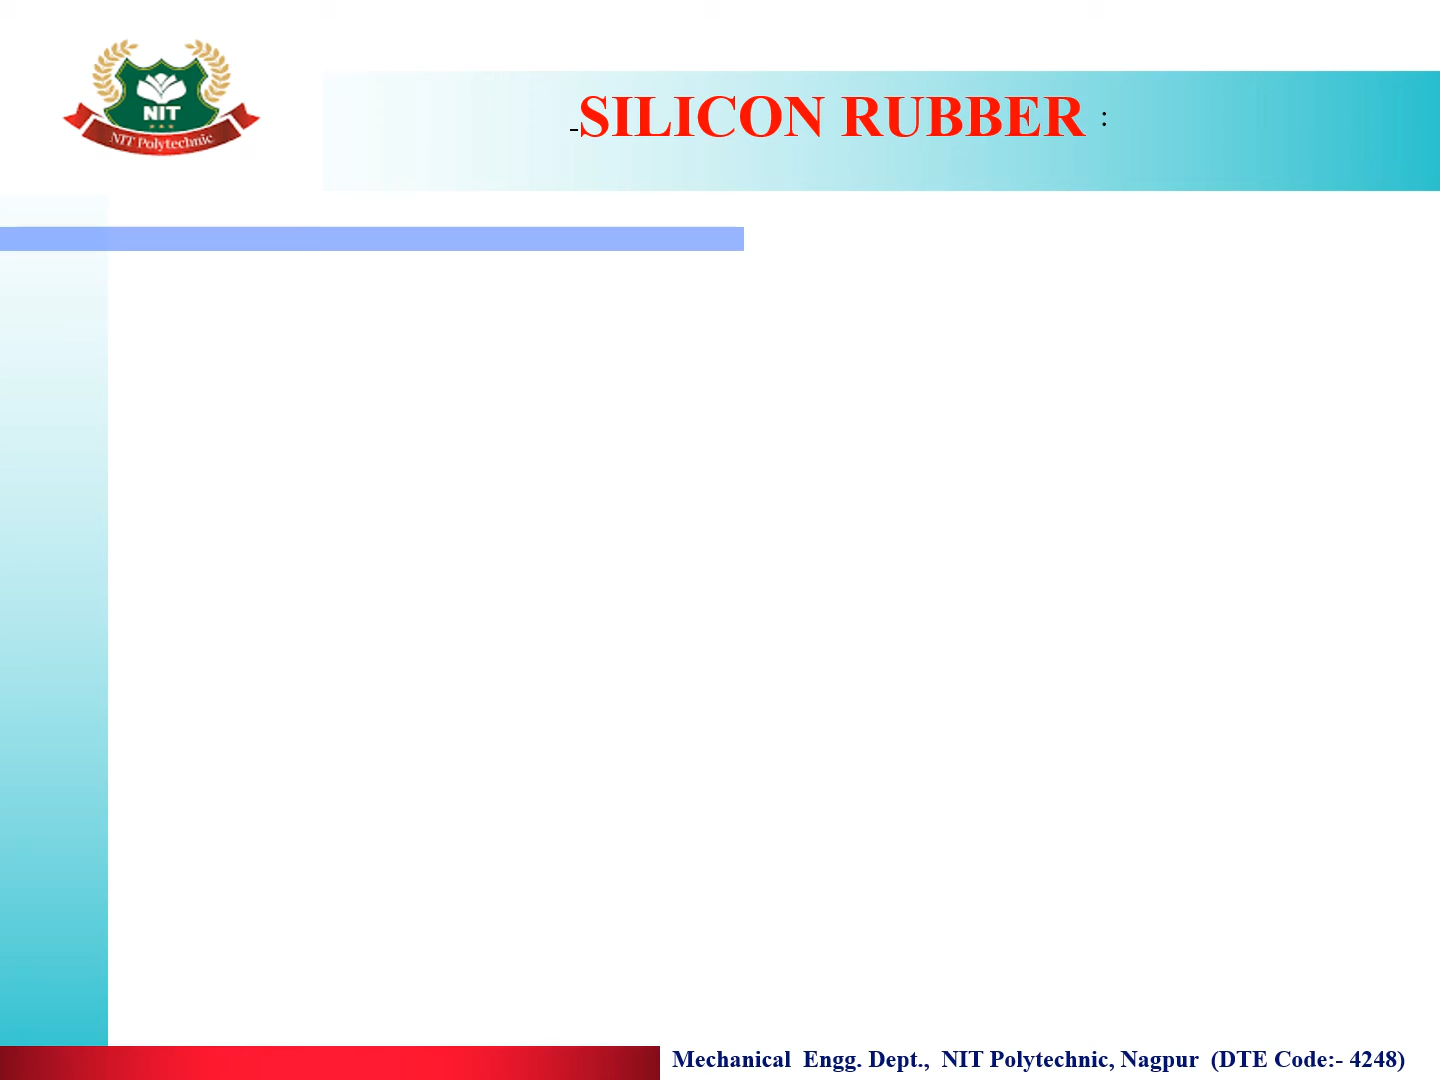 NIT
NIT Polytechnic
-SILICON RUBBER :
Mechanical Engg. Dept., NIT Polytechnic, Nagpur (DTE Code:- 4248)